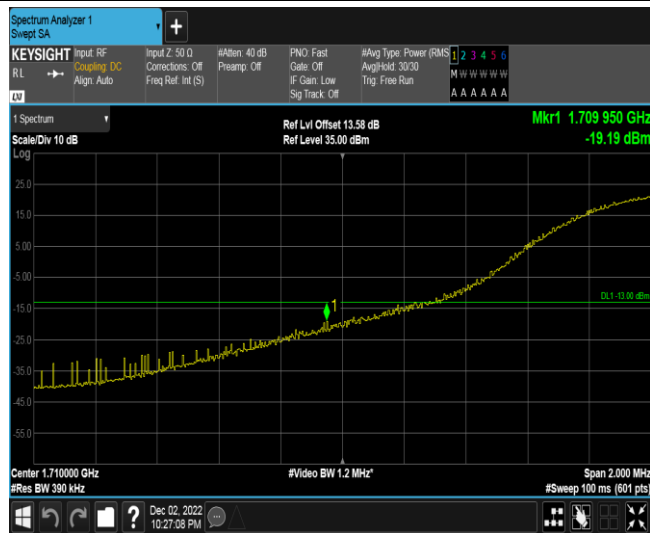 Spectrum Analyzer 1
Swept SA
+
KEYSIGHT
RL
Input: RF
Coupling: DC
Align: Auto
Input Z: 50 Ω
Corrections: Off
Freq Ref: Int (S)
#Atten: 40 dB
Preamp: Off
PNO: Fast
Gate: Off
IF Gain: Low
Sig Track: Off
#Avg Type: Power (RMS
Avg|Hold: 30/30
Trig: Free Run
1 2 3 4 5 6
M W W W W W
A A A A A A
LXI
1 Spectrum
Scale/Div 10 dB
Ref Lvl Offset 13.58 dB
Ref Level 35.00 dBm
Mkr1 1.709 950 GHz
-19.19 dBm
Log
25.0
15.0
5.00
-5.00
-15.0
-25.0
-35.0
-45.0
-55.0
1
DL1 -13.00 dBm
Center 1.710000 GHz
#Res BW 390 kHz
#Video BW 1.2 MHz*
Span 2.000 MHz
#Sweep 100 ms (601 pts)
?
Dec 02, 2022
10:27:08 PM